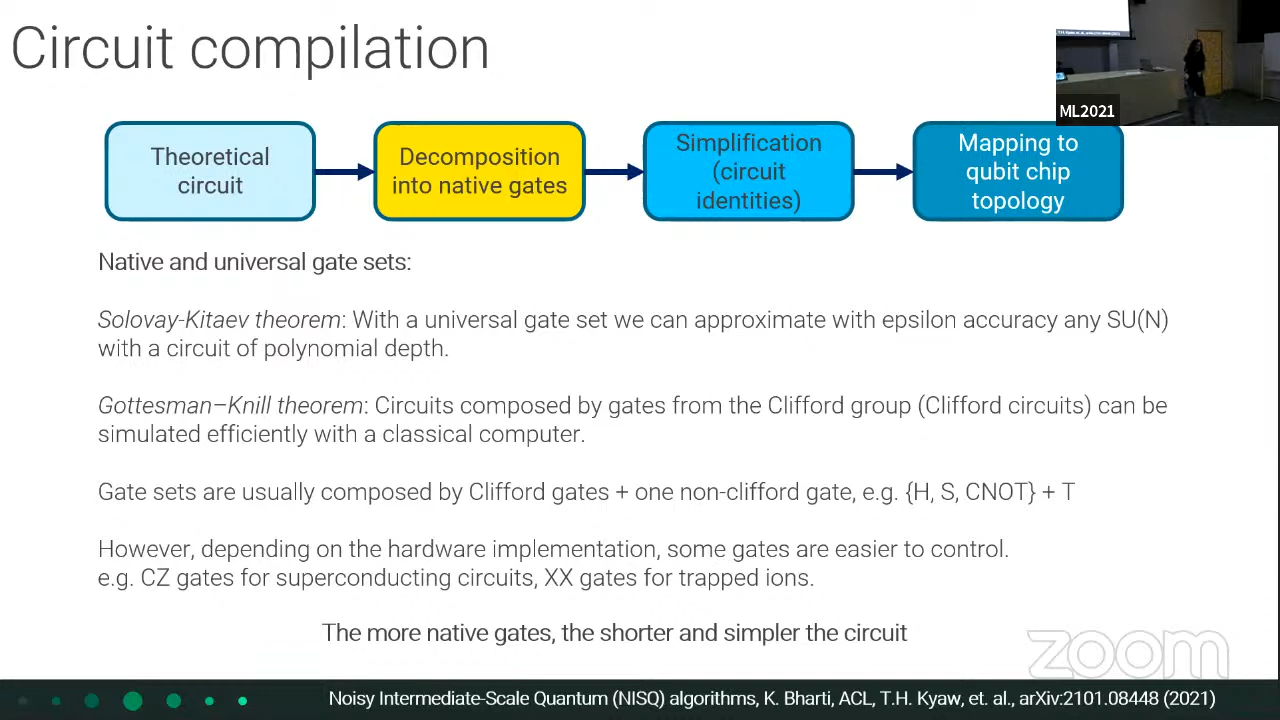 Circuit compilation
ML2021
Theoretical
circuit
Decomposition
into native gates
Simplification
(circuit
identities)
Mapping to
qubit chip
topology
Native and universal gate sets:
Solovay-Kitaev theorem: With a universal gate set we can approximate with epsilon accuracy any SU(N)
with a circuit of polynomial depth.
Gottesman–Knill theorem: Circuits composed by gates from the Clifford group (Clifford circuits) can be
simulated efficiently with a classical computer.
Gate sets are usually composed by Clifford gates + one non-clifford gate, e.g. {H, S, CNOT} + T
However, depending on the hardware implementation, some gates are easier to control.
e.g. CZ gates for superconducting circuits, XX gates for trapped ions.
The more native gates, the shorter and simpler the circuit
zoom
Noisy Intermediate-Scale Quantum (NISQ) algorithms, K. Bharti, ACL, T.H. Kyaw, et. al., arXiv:2101.08448 (2021)